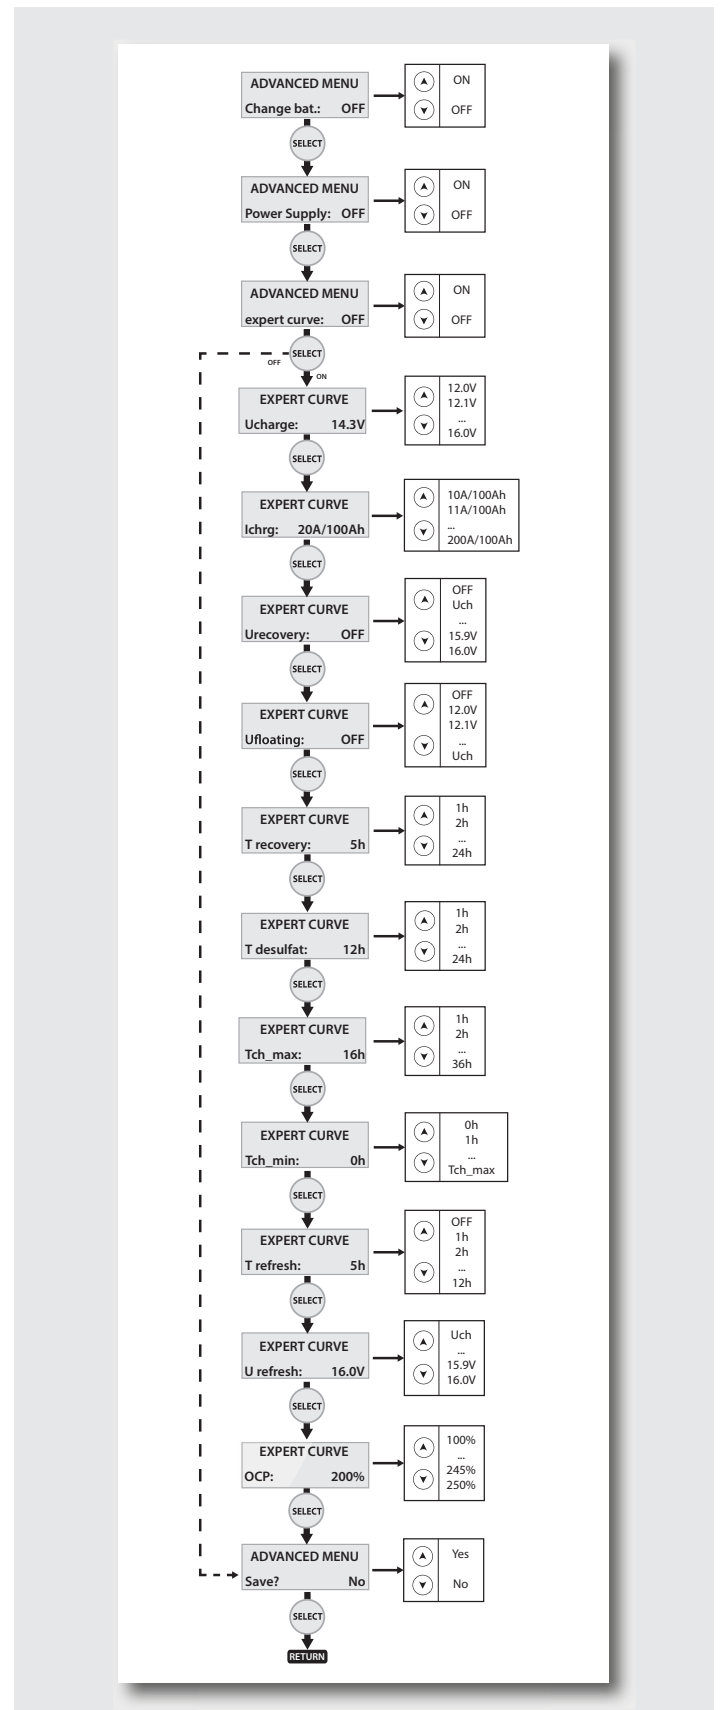 ADVANCED MENU
Change bat.: OFF
ON
OFF
SELECT
ADVANCED MENU
Power Supply: OFF
ON
OFF
SELECT
ADVANCED MENU
expert curve: OFF
ON
OFF
SELECT
OFF
ON
EXPERT CURVE
Ucharge: 14.3V
12.0V
12.1V
...
16.0V
SELECT
EXPERT CURVE
Ichrg: 20A/100Ah
10A/100Ah
11A/100Ah
...
200A/100Ah
SELECT
EXPERT CURVE
Urecovery: OFF
OFF
Uch
...
15.9V
16.0V
SELECT
EXPERT CURVE
Ufloating: OFF
OFF
12.0V
12.1V
...
Uch
SELECT
EXPERT CURVE
T recovery: 5h
1h
2h
...
24h
SELECT
EXPERT CURVE
T desulfat: 12h
1h
2h
...
24h
SELECT
EXPERT CURVE
Tch_max: 16h
1h
2h
...
36h
SELECT
EXPERT CURVE
Tch_min: 0h
0h
1h
...
Tch_max
SELECT
EXPERT CURVE
T refresh: 5h
OFF
1h
2h
...
12h
SELECT
EXPERT CURVE
U refresh: 16.0V
Uch
...
15.9V
16.0V
SELECT
EXPERT CURVE
OCP: 200%
100%
...
245%
250%
SELECT
ADVANCED MENU
Save? No
Yes
No
SELECT
RETURN